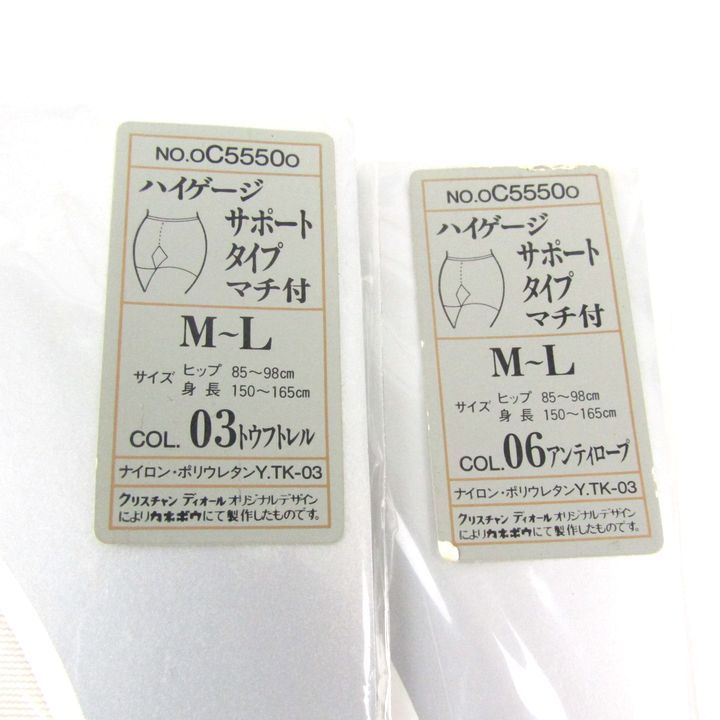 NO.OC5550O
ハイゲージ
サポート
タイプ
マチ付
M~L
サイズ ヒップ 85~98cm
身長 150~165cm
COL. 03トウフトレル
ナイロン・ポリウレタンY.TK-03
クリスチャン ディオール オリジナルデザイン
によりカネボウにて製作したものです。
NO.OC5550O
ハイゲージ
サポート
タイプ
マチ付
M~L
サイズ ヒップ 85~98cm
身長 150~165cm
COL. 06アンティロープ
ナイロン・ポリウレタンY.TK-03
クリスチャン ディオール オリジナルデザイン
によりカネボウにて製作したものです。